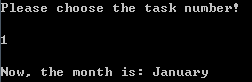 Please choose the task number!
1
Now, the month is: January